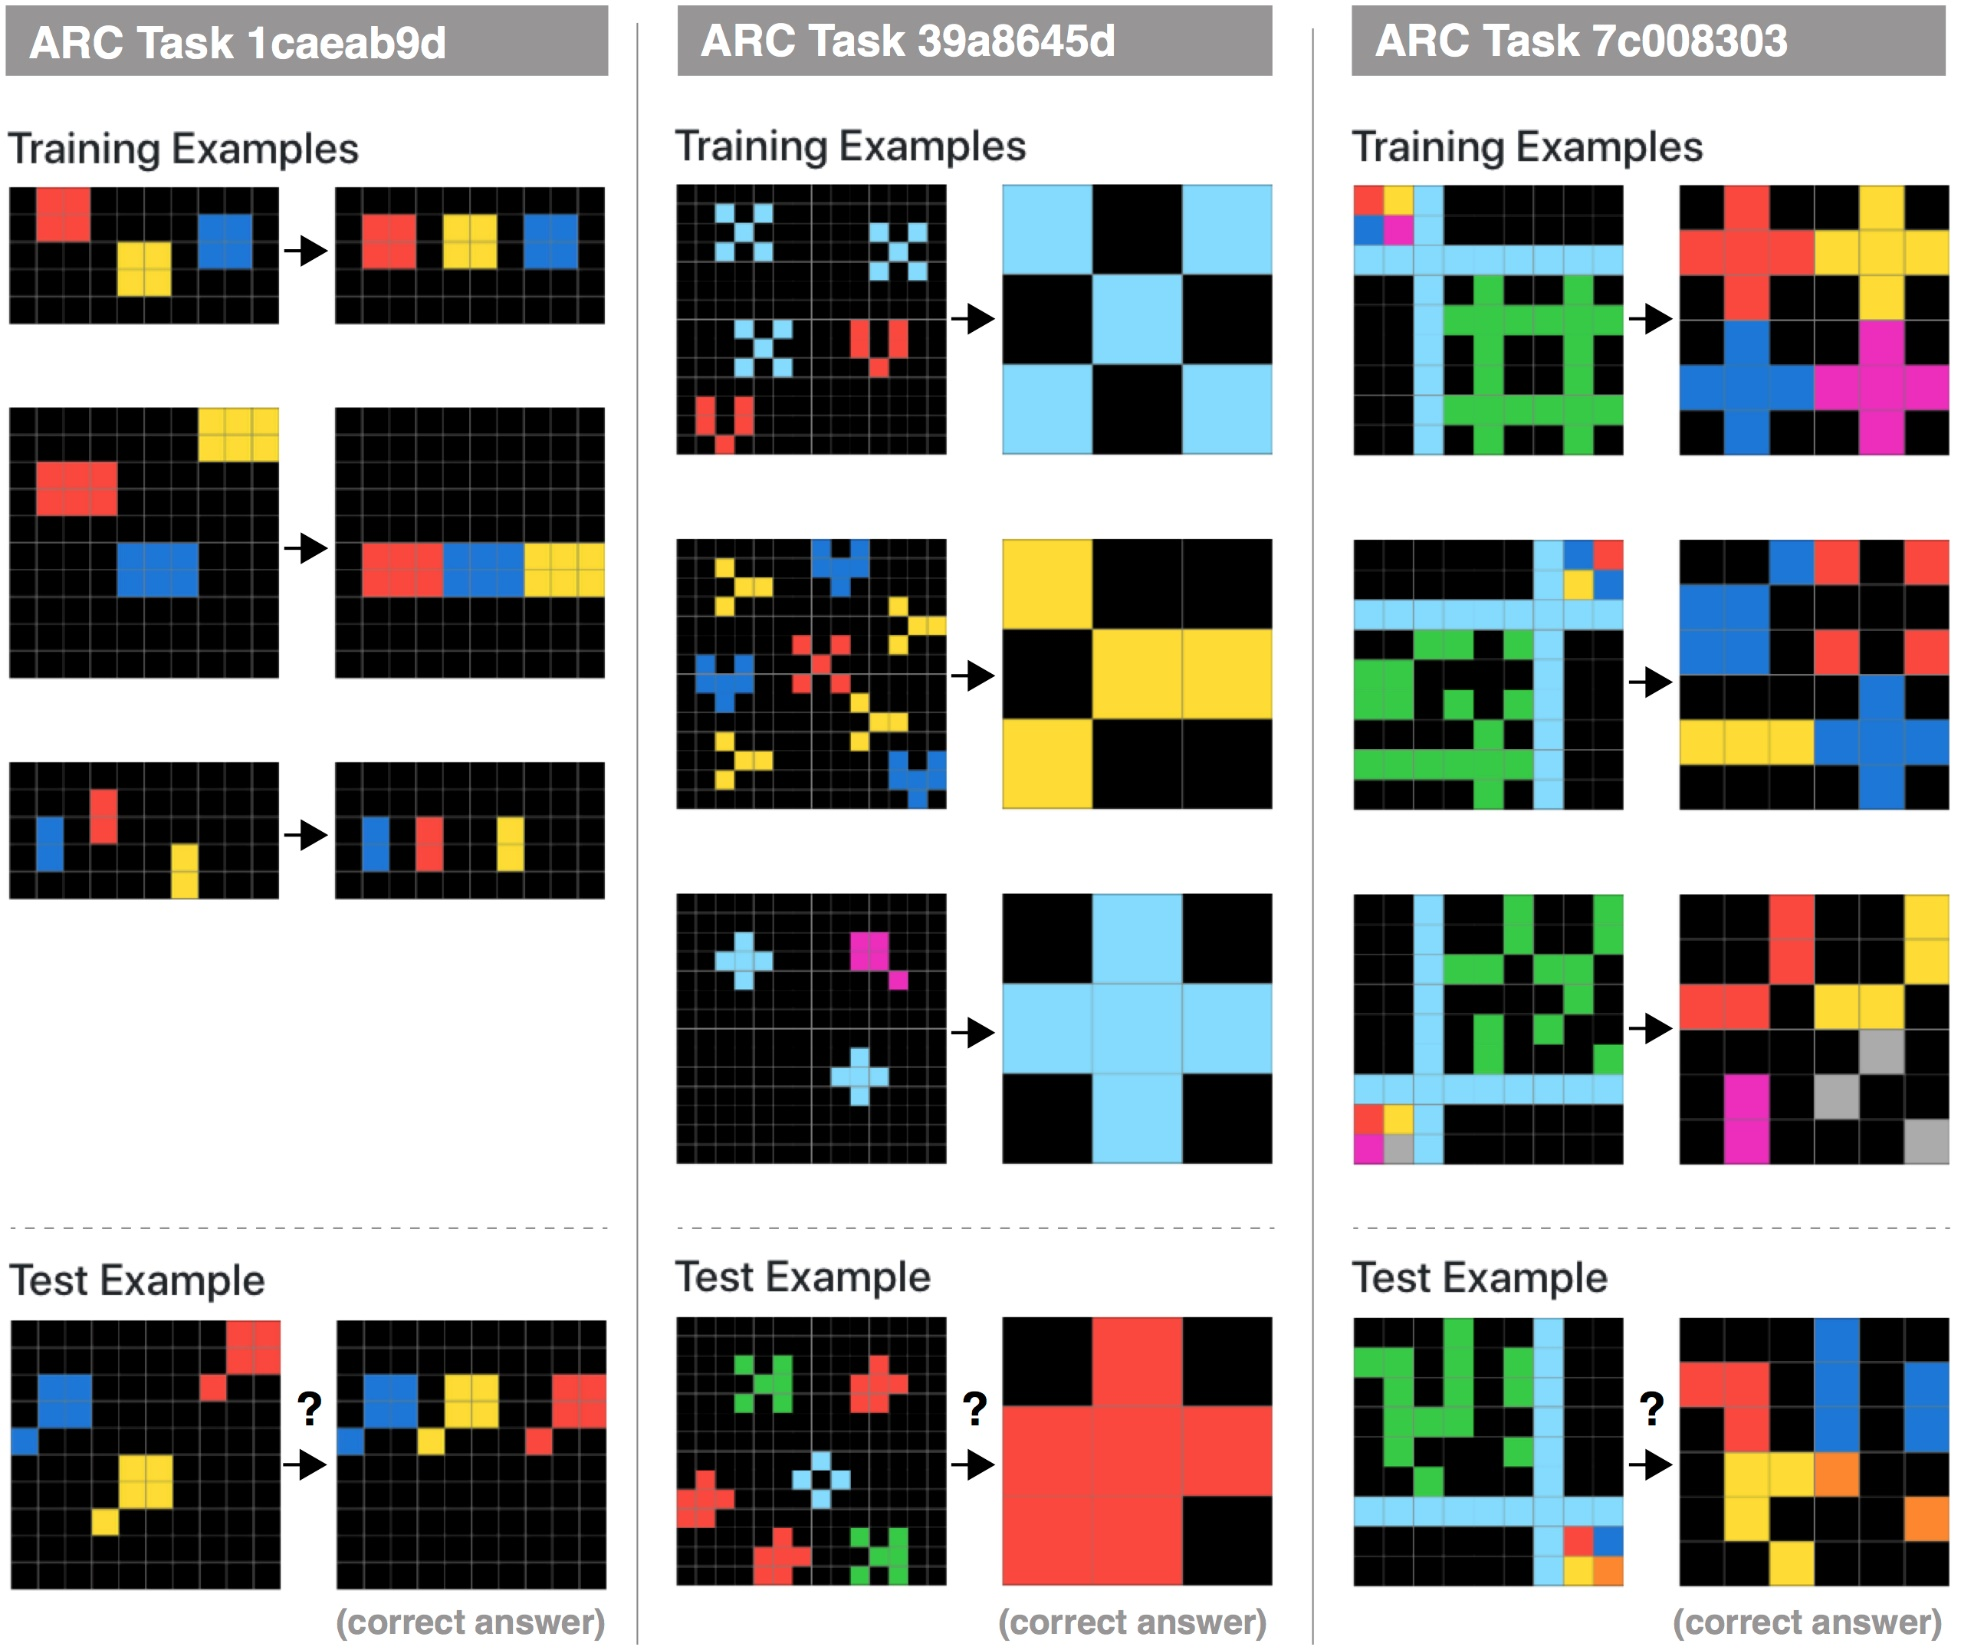 ARC Task 1caeab9d
Training Examples
Test Example
?
(correct answer)
ARC Task 39a8645d
Training Examples
Test Example
?
(correct answer)
ARC Task 7c008303
Training Examples
Test Example
?
(correct answer)